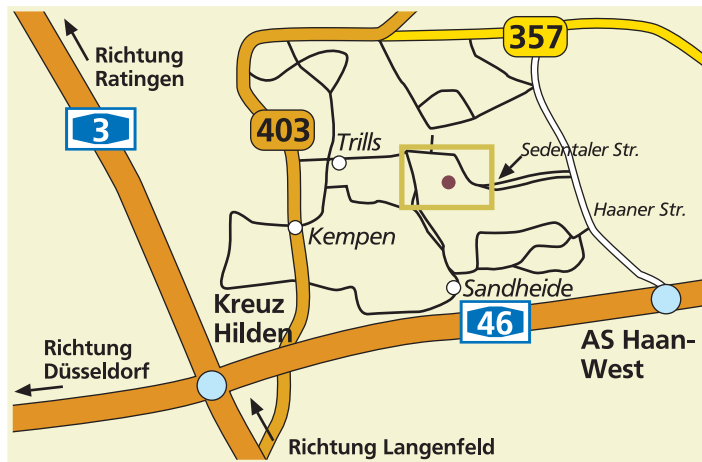 357
Richtung
Ratingen
3
403
Trills
Sedentaler Str.
Haaner Str.
Kempen
Sandheide
Kreuz
Hilden
46
AS Haan-
West
Richtung
Düsseldorf
Richtung Langenfeld